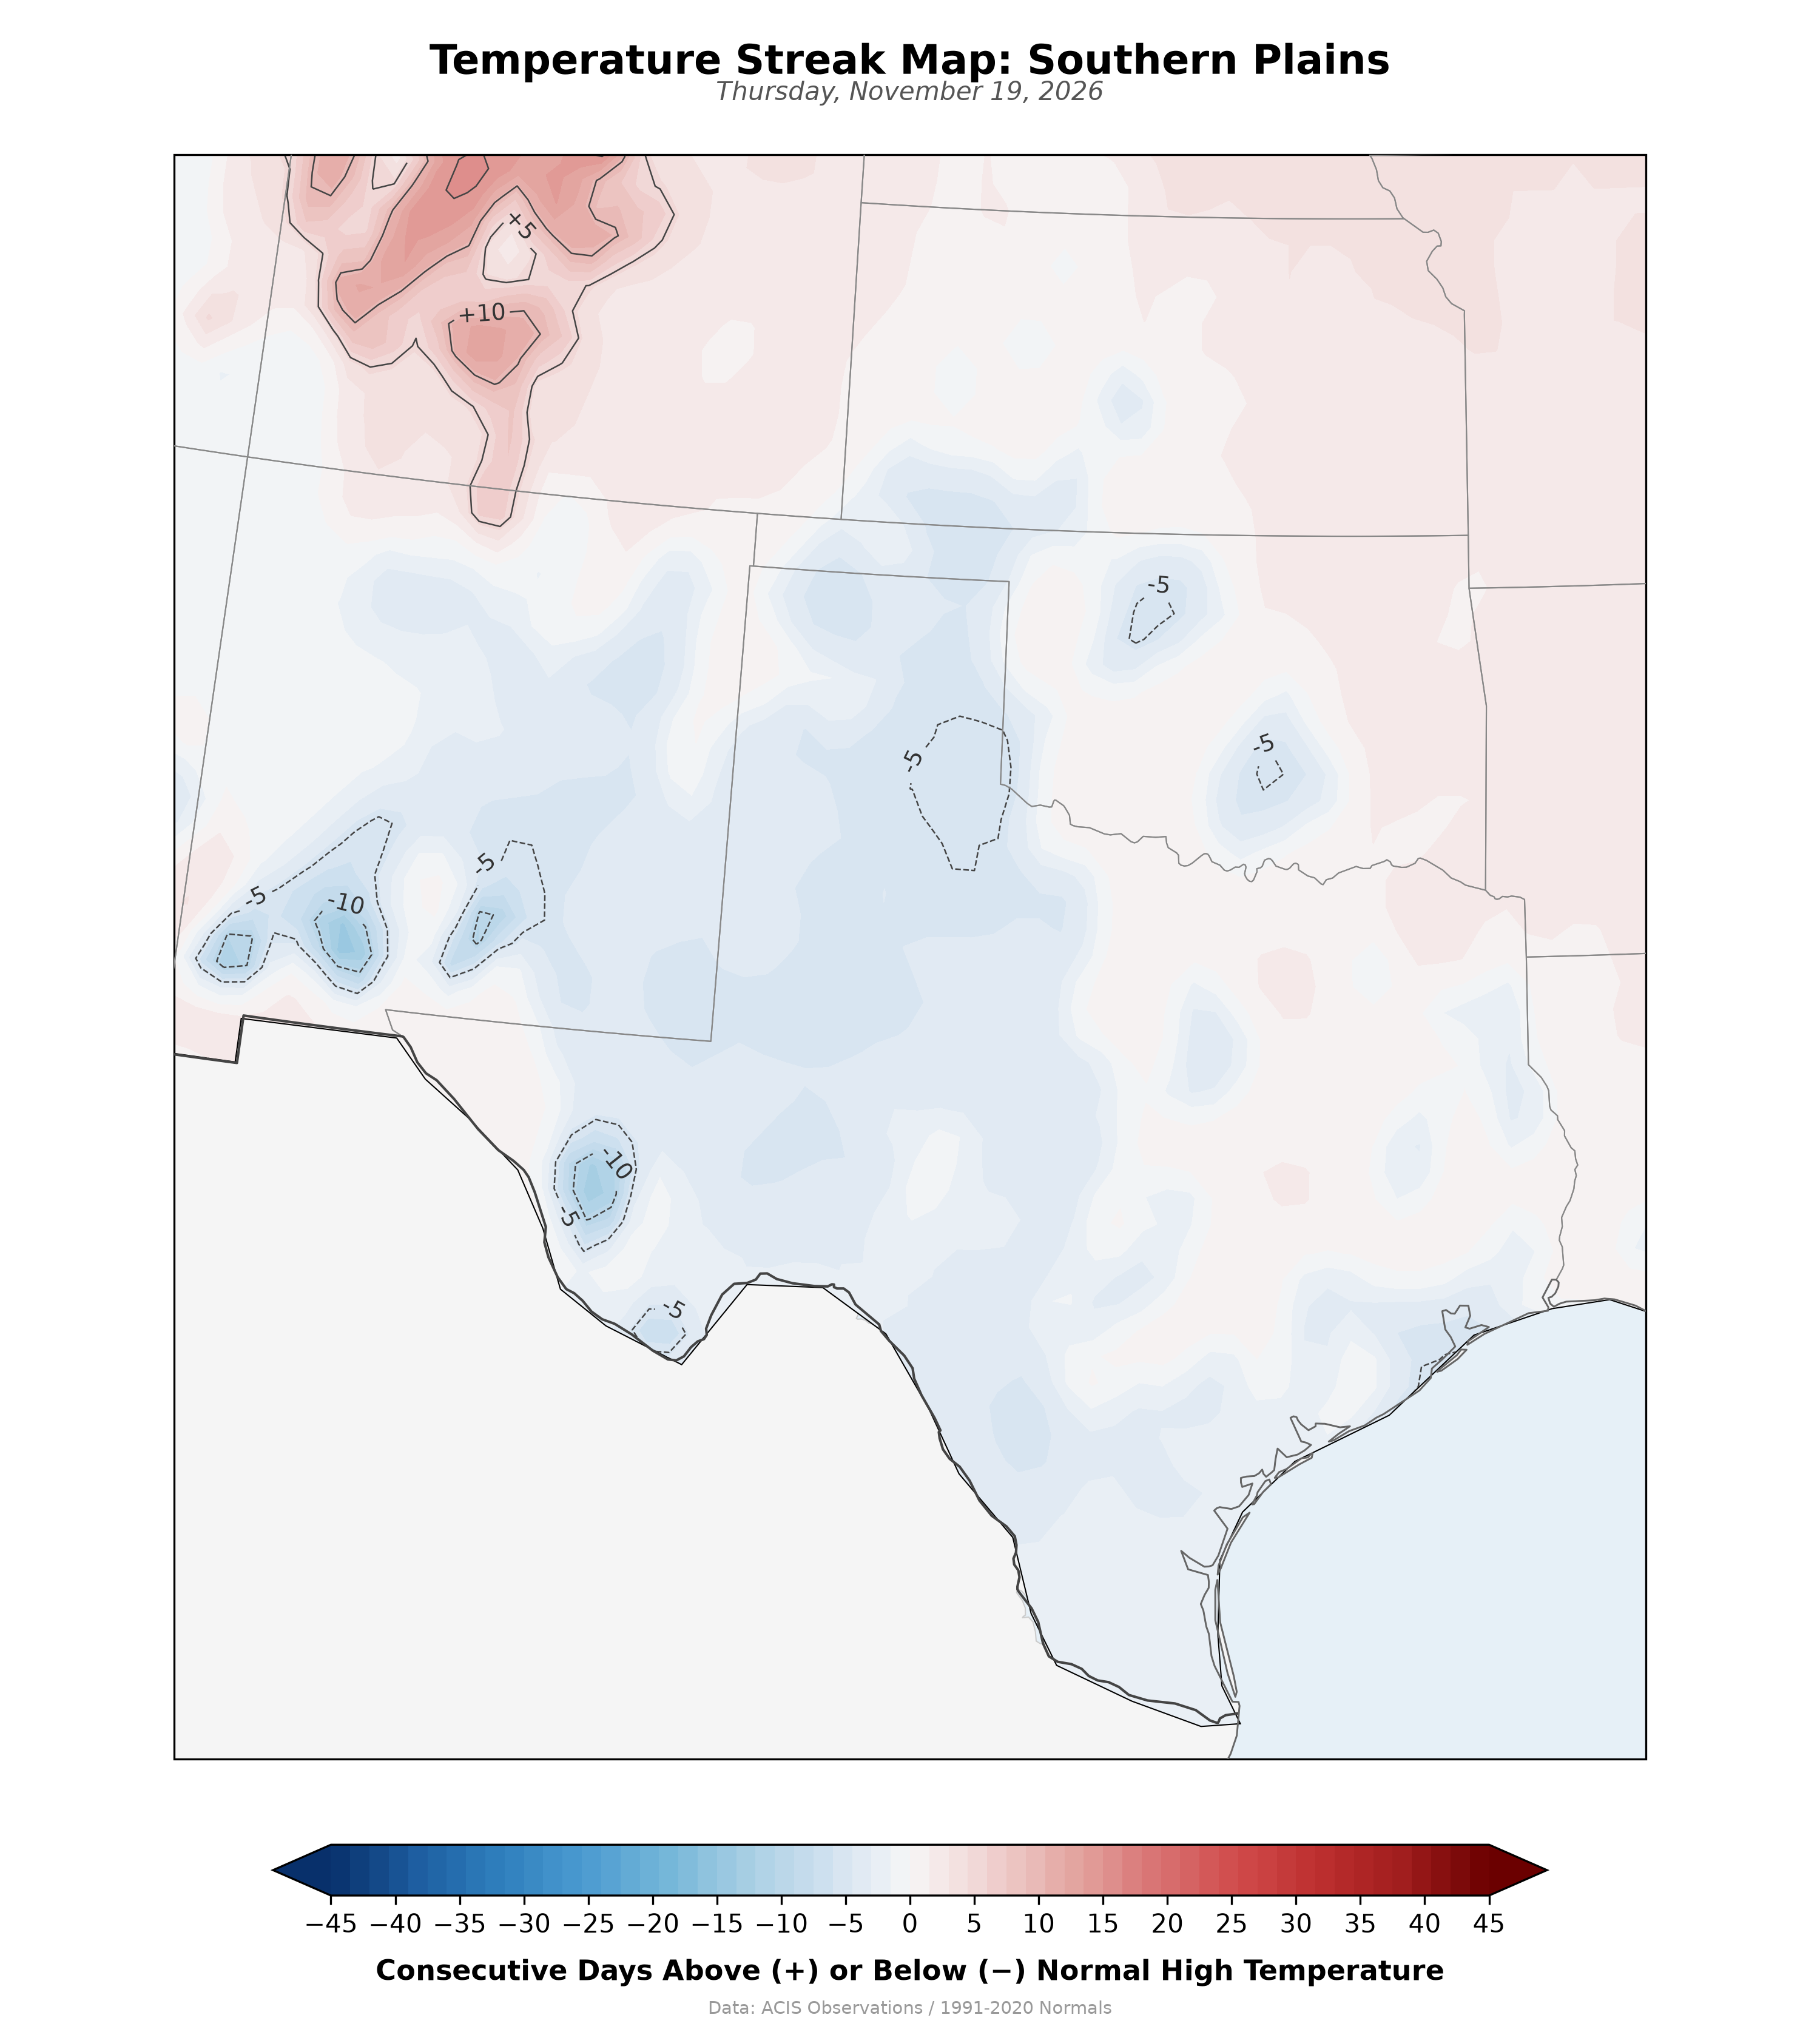 Temperature Streak Map: Southern Plains
Thursday, November 19, 2026
+5
+10
-5
-5
-5
-5
-5
-10
-10
-5
-5
−45 −40 −35 −30 −25 −20 −15 −10 −5 0 5 10 15 20 25 30 35 40 45
Consecutive Days Above (+) or Below (−) Normal High Temperature
Data: ACIS Observations / 1991-2020 Normals